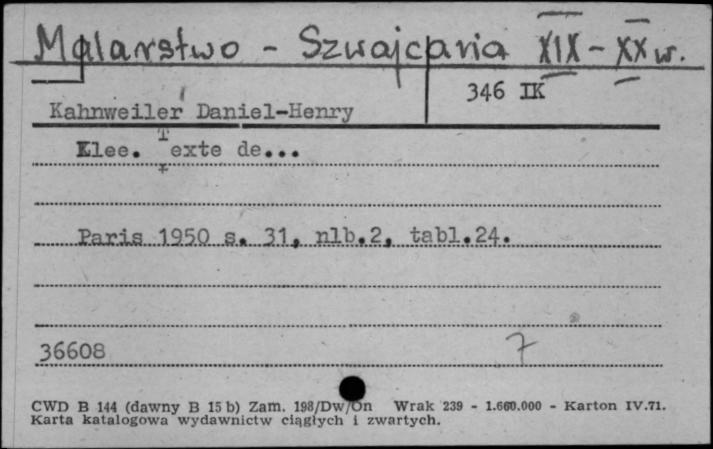 Malarstwo - Szwajcaria XIX - XX w.
346 IK
Kahnweiler Daniel-Henry
Klee. Texte de...
Paris 1950 s. 31, nlb.2, tabl.24.
36608 7
CWD B 144 (dawny B 15 b) Zam. 198/Dw/On Wrak 239 - 1.660.000 - Karton IV.71.
Karta katalogowa wydawnictw ciągłych i zwartych.